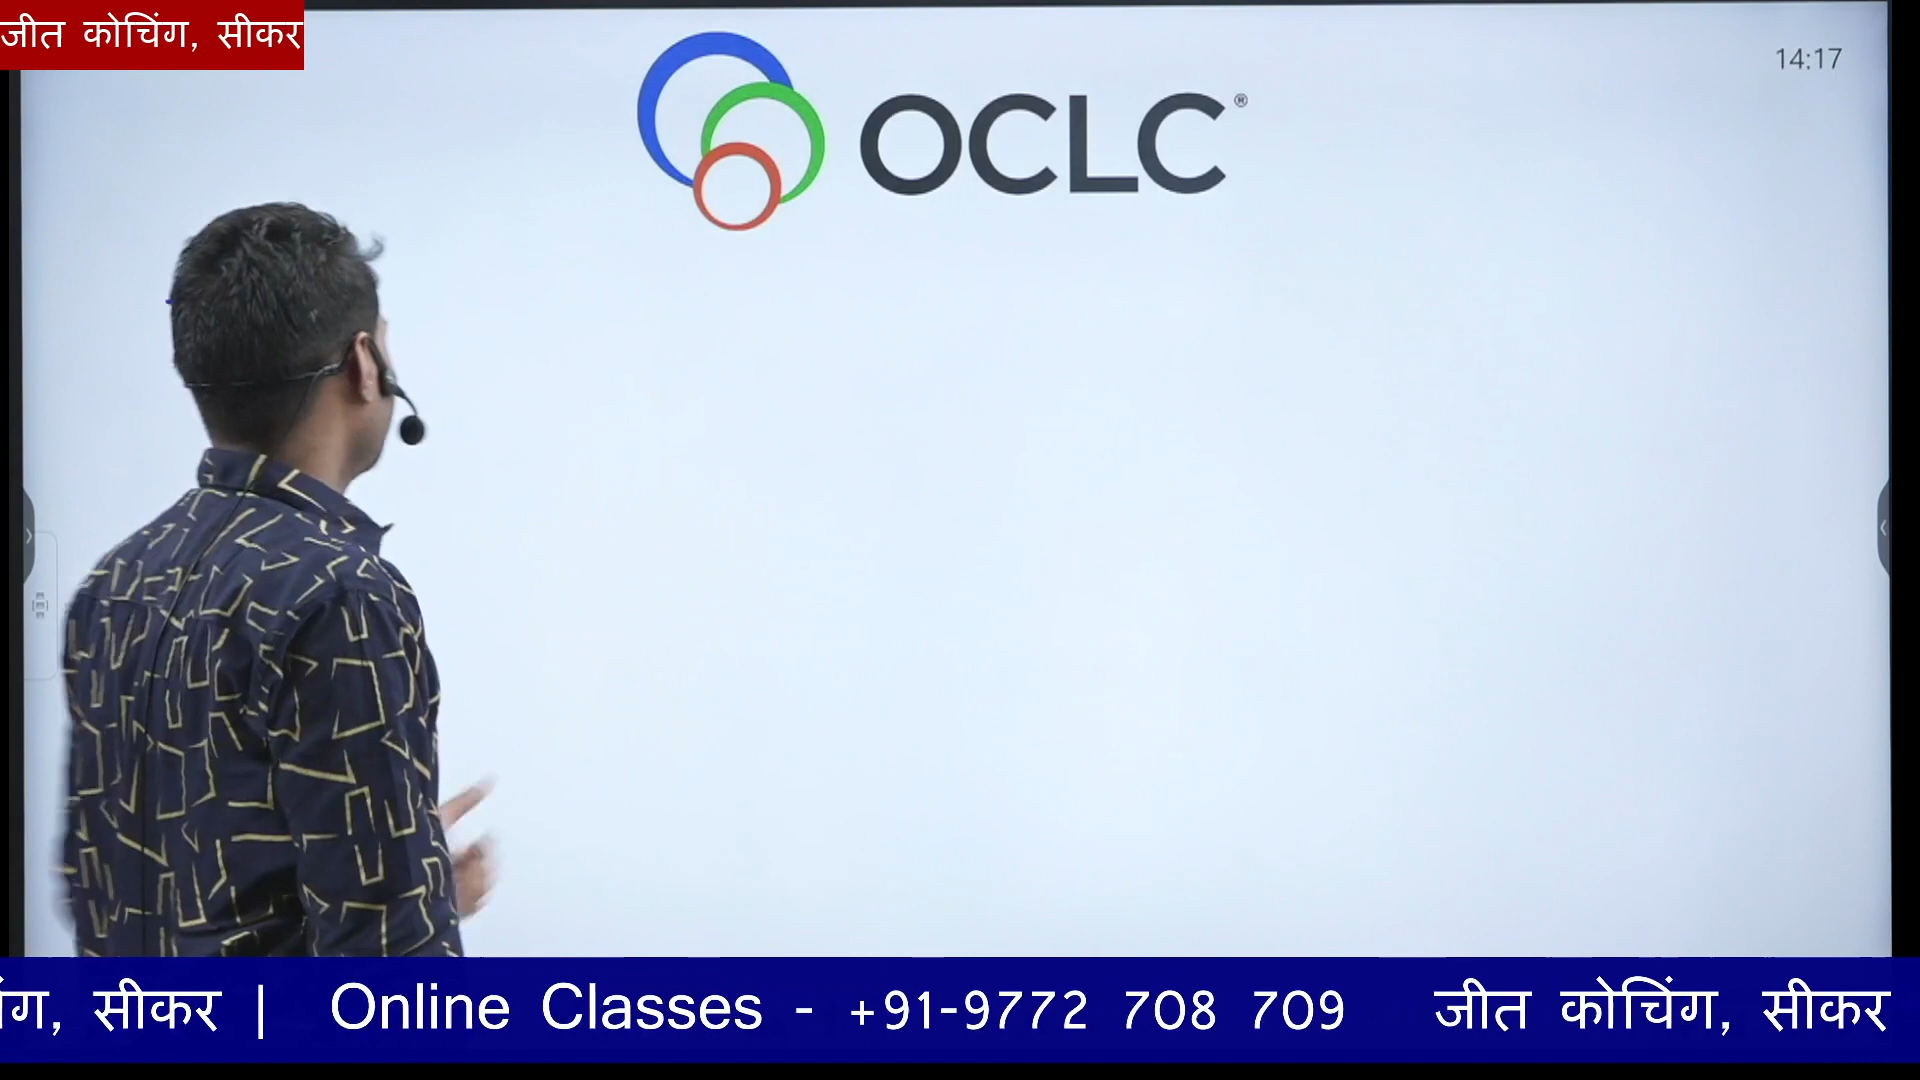 जीत कोचिंग, सीकर
14:17
OCLC®
सीकर | Online Classes - +91-9772 708 709 जीत कोचिंग, सीकर